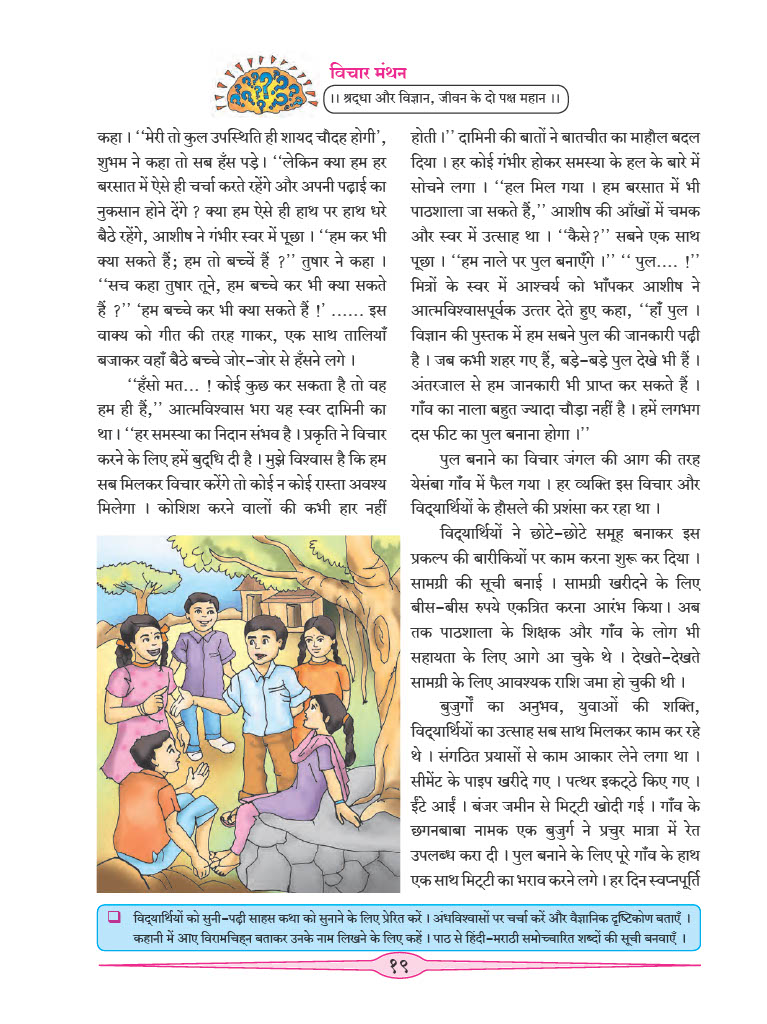 विचार मंथन
।। श्रद्धा और विज्ञान, जीवन के दो पक्ष महान ।।
कहा । ‘‘मेरी तो कुल उपस्थिति ही शायद चौदह होगी’,
शुभम ने कहा तो सब हँस पड़े । ‘‘लेकिन क्या हम हर
बरसात में ऐसे ही चर्चा करते रहेंगे और अपनी पढ़ाई का
नुकसान होने देंगे ? क्या हम ऐसे ही हाथ पर हाथ धरे
बैठे रहेंगे, आशीष ने गंभीर स्वर में पूछा । ‘‘हम कर भी
क्या सकते हैं; हम तो बच्चें हैं ?’’ तुषार ने कहा ।
‘‘सच कहा तुषार तूने, हम बच्चे कर भी क्या सकते
हैं ?’’ ‘हम बच्चे कर भी क्या सकते हैं !’ ...... इस
वाक्य को गीत की तरह गाकर, एक साथ तालियाँ
बजाकर वहाँ बैठे बच्चे जोर-जोर से हँसने लगे ।
‘‘हँसो मत... ! कोई कुछ कर सकता है तो वह
हम ही हैं,’’ आत्मविश्वास भरा यह स्वर दामिनी का
था । ‘‘हर समस्या का निदान संभव है । प्रकृति ने विचार
करने के लिए हमें बुद्धि दी है । मुझे विश्वास है कि हम
सब मिलकर विचार करेंगे तो कोई न कोई रास्ता अवश्य
मिलेगा । कोशिश करने वालों की कभी हार नहीं
होती ।’’ दामिनी की बातों ने बातचीत का माहौल बदल
दिया । हर कोई गंभीर होकर समस्या के हल के बारे में
सोचने लगा । ‘‘हल मिल गया । हम बरसात में भी
पाठशाला जा सकते हैं,’’ आशीष की आँखों में चमक
और स्वर में उत्साह था । ‘‘कैसे ?’’ सबने एक साथ
पूछा । ‘‘हम नाले पर पुल बनाएँगे ।’’ ‘‘ पुल.... !’’
मित्रों के स्वर में आश्चर्य को भाँपकर आशीष ने
आत्मविश्वासपूर्वक उत्तर देते हुए कहा, ‘‘हाँ पुल ।
विज्ञान की पुस्तक में हम सबने पुल की जानकारी पढ़ी
है । जब कभी शहर गए हैं, बड़े-बड़े पुल देखे भी हैं ।
अंतरजाल से हम जानकारी भी प्राप्त कर सकते हैं ।
गाँव का नाला बहुत ज्यादा चौड़ा नहीं है । हमें लगभग
दस फीट का पुल बनाना होगा ।’’
पुल बनाने का विचार जंगल की आग की तरह
येसंबा गाँव में फैल गया । हर व्यक्ति इस विचार और
विद्यार्थियों के हौसले की प्रशंसा कर रहा था ।
विद्यार्थियों ने छोटे-छोटे समूह बनाकर इस
प्रकल्प की बारीकियों पर काम करना शुरू कर दिया ।
सामग्री की सूची बनाई । सामग्री खरीदने के लिए
बीस-बीस रुपये एकत्रित करना आरंभ किया । अब
तक पाठशाला के शिक्षक और गाँव के लोग भी
सहायता के लिए आगे आ चुके थे । देखते-देखते
सामग्री के लिए आवश्यक राशि जमा हो चुकी थी ।
बुजुर्गों का अनुभव, युवाओं की शक्ति,
विद्यार्थियों का उत्साह सब साथ मिलकर काम कर रहे
थे । संगठित प्रयासों से काम आकार लेने लगा था ।
सीमेंट के पाइप खरीदे गए । पत्थर इकट्ठे किए गए ।
ईंटे आईं । बंजर जमीन से मिट्टी खोदी गई । गाँव के
छगनबाबा नामक एक बुजुर्ग ने प्रचुर मात्रा में रेत
उपलब्ध करा दी । पुल बनाने के लिए पूरे गाँव के हाथ
एक साथ मिट्टी का भराव करने लगे । हर दिन स्वप्नपूर्ति
❑ विद्यार्थियों को सुनी-पढ़ी साहस कथा को सुनाने के लिए प्रेरित करें । अंधविश्वासों पर चर्चा करें और वैज्ञानिक दृष्टिकोण बताएँ ।
कहानी में आए विरामचिह्न बताकर उनके नाम लिखने के लिए कहें । पाठ से हिंदी-मराठी समोच्चारित शब्दों की सूची बनवाएँ ।
१९